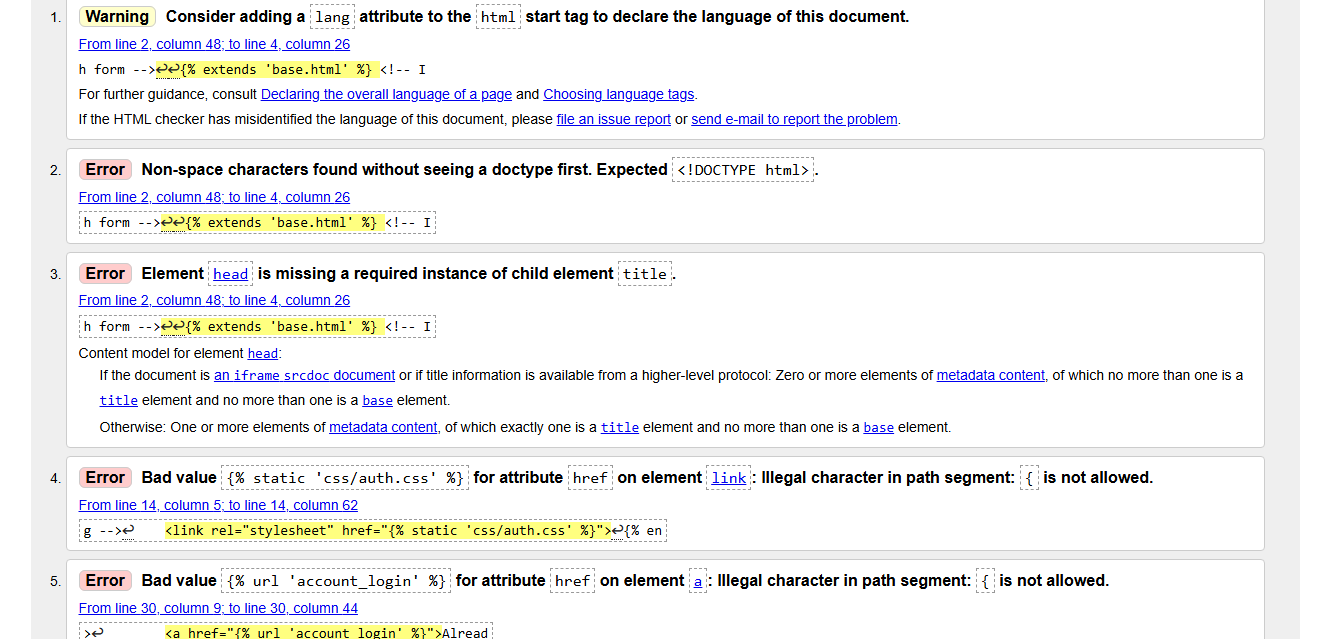 1. Warning Consider adding a lang attribute to the html start tag to declare the language of this document.
From line 2, column 48; to line 4, column 26
h form -->↩↩{% extends 'base.html' %} <!-- I
For further guidance, consult Declaring the overall language of a page and Choosing language tags.
If the HTML checker has misidentified the language of this document, please file an issue report or send e-mail to report the problem.
2. Error Non-space characters found without seeing a doctype first. Expected <!DOCTYPE html>.
From line 2, column 48; to line 4, column 26
h form -->↩↩{% extends 'base.html' %} <!-- I
3. Error Element head is missing a required instance of child element title.
From line 2, column 48; to line 4, column 26
h form -->↩↩{% extends 'base.html' %} <!-- I
Content model for element head:
If the document is an iframe srcdoc document or if title information is available from a higher-level protocol: Zero or more elements of metadata content, of which no more than one is a
title element and no more than one is a base element.
Otherwise: One or more elements of metadata content, of which exactly one is a title element and no more than one is a base element.
4. Error Bad value {% static 'css/auth.css' %} for attribute href on element link: Illegal character in path segment: { is not allowed.
From line 14, column 5; to line 14, column 62
g -->↩    <link rel="stylesheet" href="{% static 'css/auth.css' %}">↩{% en
5. Error Bad value {% url 'account_login' %} for attribute href on element a: Illegal character in path segment: { is not allowed.
From line 30, column 9; to line 30, column 44
>↩        <a href="{% url 'account_login' %}">Alread